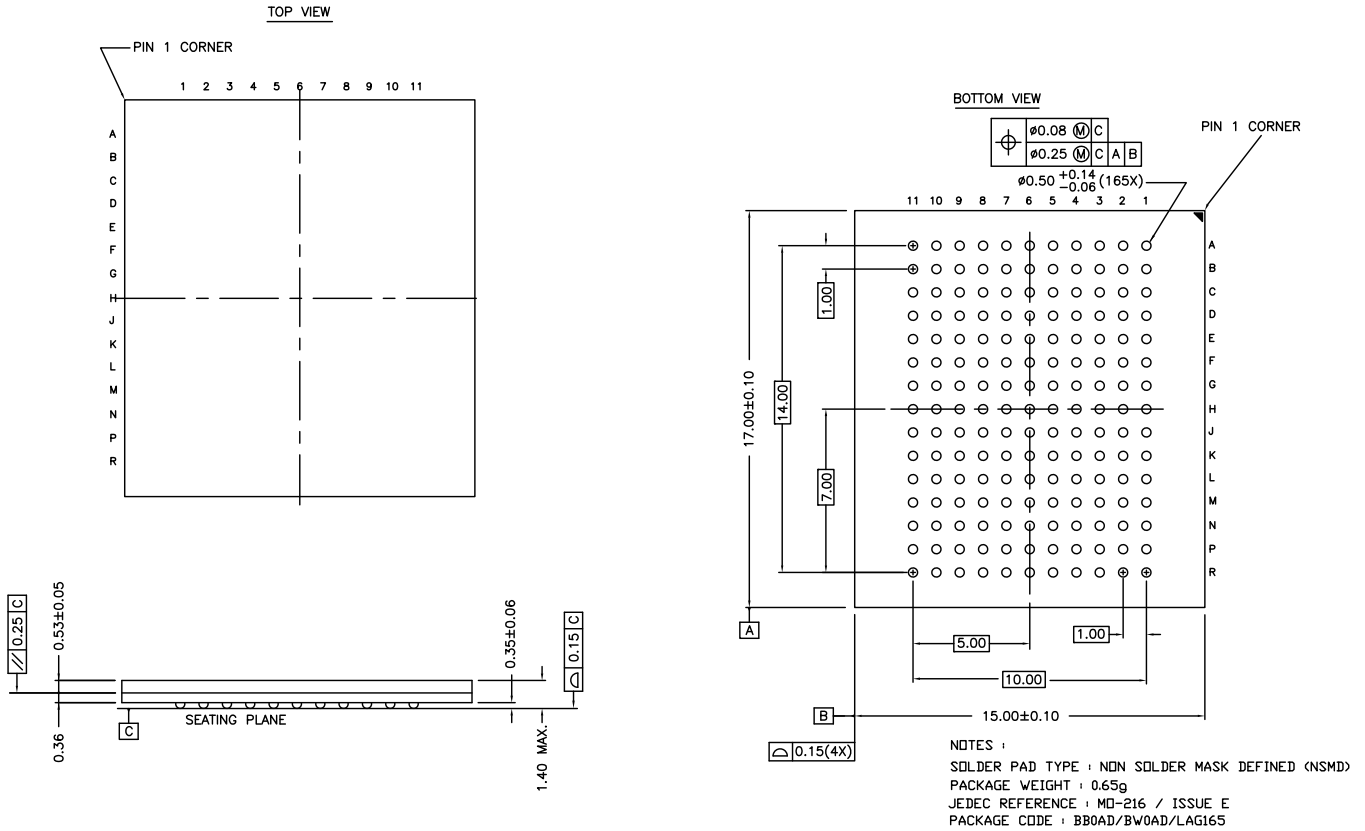 TOP VIEW
PIN 1 CORNER
1 2 3 4 5 6 7 8 9 10 11
A
B
C
D
E
F
G
H
J
K
L
M
N
P
R
// 0.25 C
0.53±0.05
0.36
C
SEATING PLANE
0.35±0.06
1.40 MAX.
0.15 C
BOTTOM VIEW
PIN 1 CORNER
ø0.08 Ⓜ C
ø0.25 Ⓜ C A B
ø0.50 +0.14 -0.06 (165X)
11 10 9 8 7 6 5 4 3 2 1
A
B
C
D
E
F
G
H
J
K
L
M
N
P
R
1.00
14.00
17.00±0.10
7.00
A
5.00
1.00
10.00
B
15.00±0.10
0.15(4X)
NOTES :
SOLDER PAD TYPE : NON SOLDER MASK DEFINED (NSMD)
PACKAGE WEIGHT : 0.65g
JEDEC REFERENCE : MO-216 / ISSUE E
PACKAGE CODE : BB0AD/BW0AD/LAG165